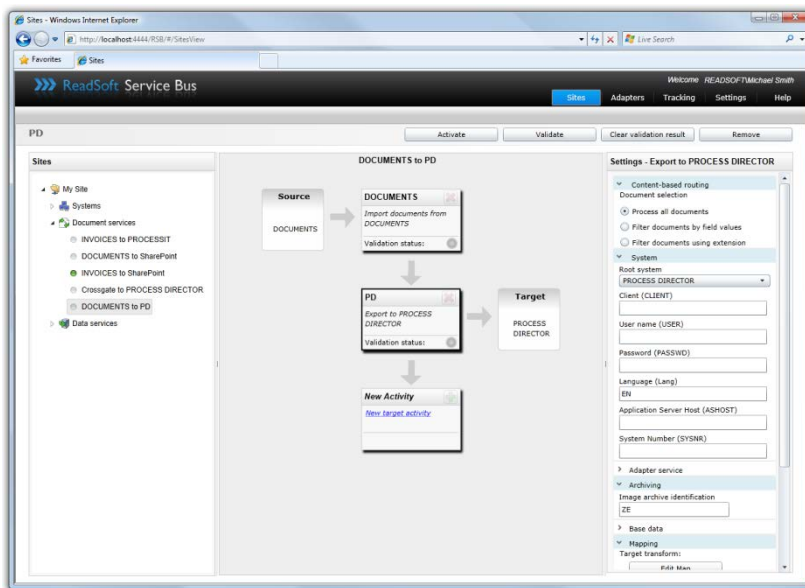 Sites - Windows Internet Explorer
http://localhost:4444/RSB/#/SitesView
Live Search
Favorites
Sites
ReadSoft Service Bus
Welcome READSOFT\Michael Smith
Sites Adapters Tracking Settings Help
PD
Activate Validate Clear validation result Remove
Sites
My Site
Systems
Document services
INVOICES to PROCESSIT
DOCUMENTS to SharePoint
INVOICES to SharePoint
Crossgate to PROCESS DIRECTOR
DOCUMENTS to PD
Data services
DOCUMENTS to PD
Source
DOCUMENTS
DOCUMENTS
Import documents from
DOCUMENTS
Validation status:
PD
Export to PROCESS
DIRECTOR
Validation status:
Target
PROCESS
DIRECTOR
New Activity
New target activity
Settings - Export to PROCESS DIRECTOR
Content-based routing
Document selection
Process all documents
Filter documents by field values
Filter documents using extension
System
Root system
PROCESS DIRECTOR
Client (CLIENT)
User name (USER)
Password (PASSWD)
Language (Lang)
EN
Application Server Host (ASHOST)
System Number (SYSNR)
Adapter service
Archiving
Image archive identification
ZE
Base data
Mapping
Target transform:
Edit Map